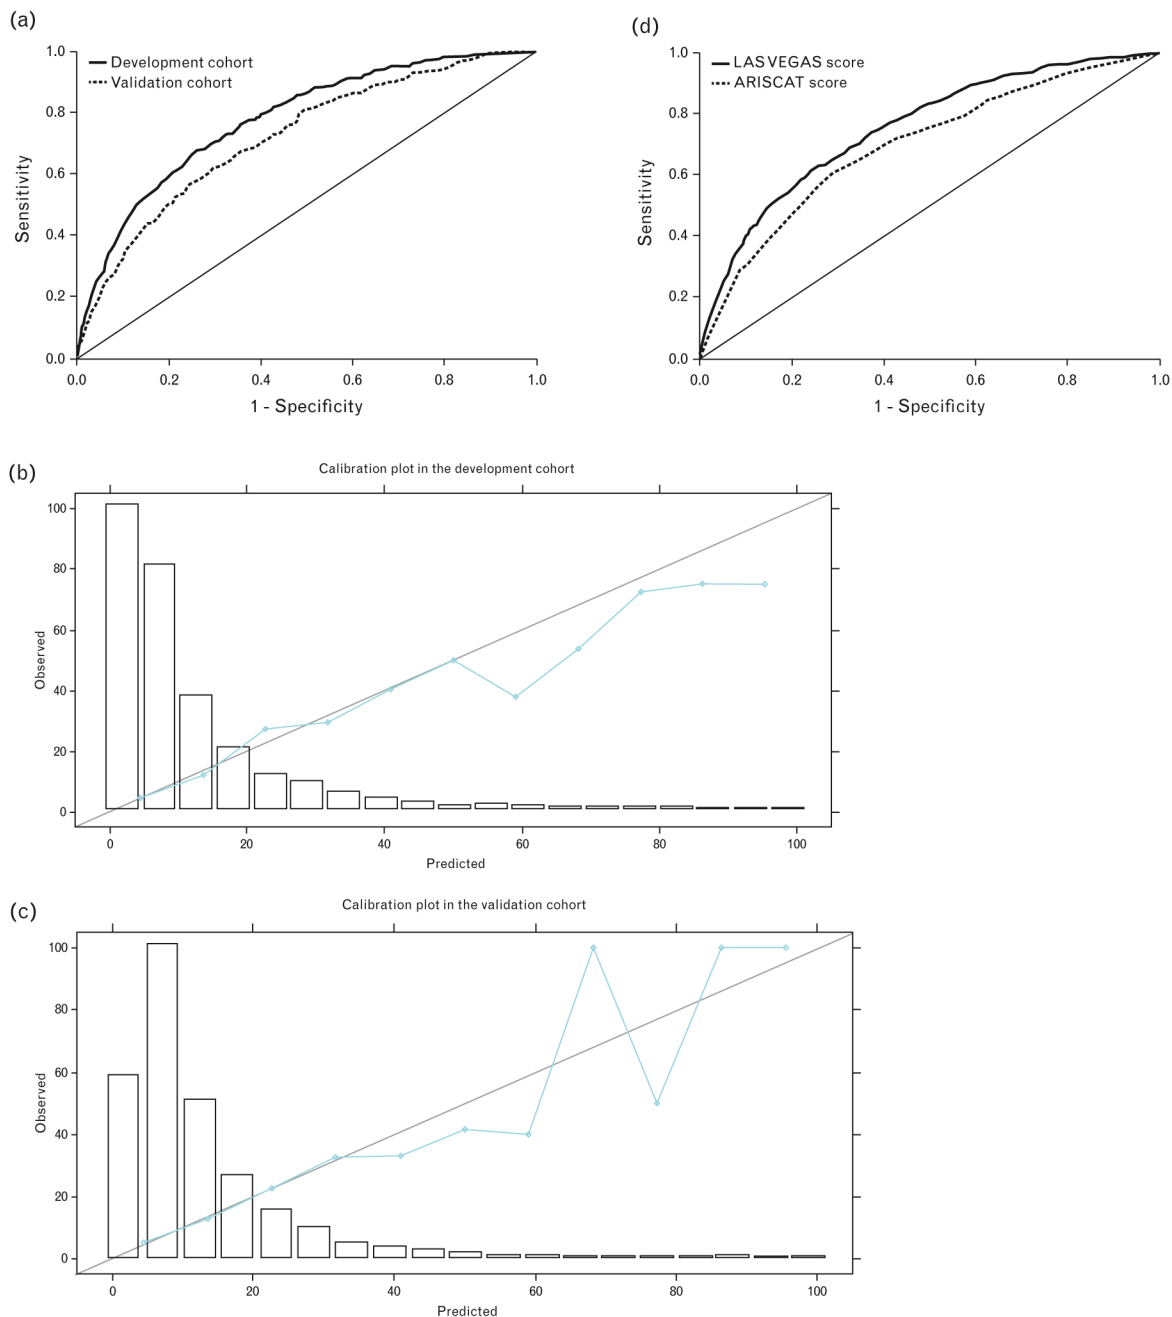 (a)
1.0
0.8
0.6
0.4
0.2
0.0
Sensitivity
Development cohort
Validation cohort
0.0 0.2 0.4 0.6 0.8 1.0
1 - Specificity
(d)
1.0
0.8
0.6
0.4
0.2
0.0
Sensitivity
LAS VEGAS score
ARISCAT score
0.0 0.2 0.4 0.6 0.8 1.0
1 - Specificity
(b)
Calibration plot in the development cohort
100
80
60
40
20
0
Observed
0 20 40 60 80 100
Predicted
(c)
Calibration plot in the validation cohort
100
80
60
40
20
0
Observed
0 20 40 60 80 100
Predicted